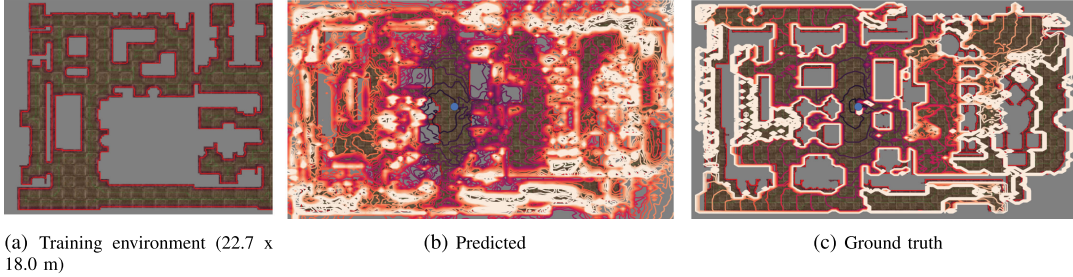 (a) Training environment (22.7 x
18.0 m)
(b) Predicted
(c) Ground truth